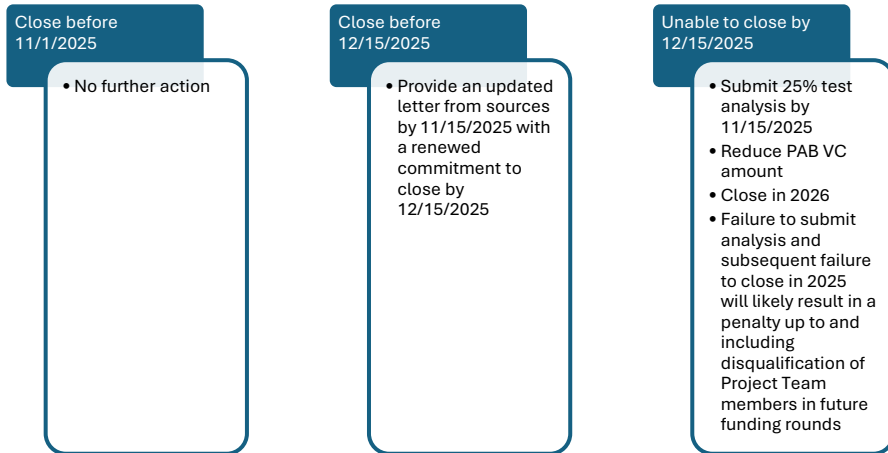 Close before
11/1/2025
• No further action
Close before
12/15/2025
• Provide an updated
letter from sources
by 11/15/2025 with
a renewed
commitment to
close by
12/15/2025
Unable to close by
12/15/2025
• Submit 25% test
analysis by
11/15/2025
• Reduce PAB VC
amount
• Close in 2026
• Failure to submit
analysis and
subsequent failure
to close in 2025
will likely result in a
penalty up to and
including
disqualification of
Project Team
members in future
funding rounds